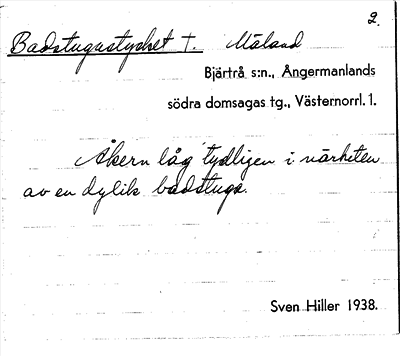 2.
Badstugustycket †. Mäland
Bjärtrå s:n., Ångermanlands
södra domsagas tg., Västernorrl. 1.
Åkern låg tydligen i närheten
av en dylik badstuga.
Sven Hiller 1938.